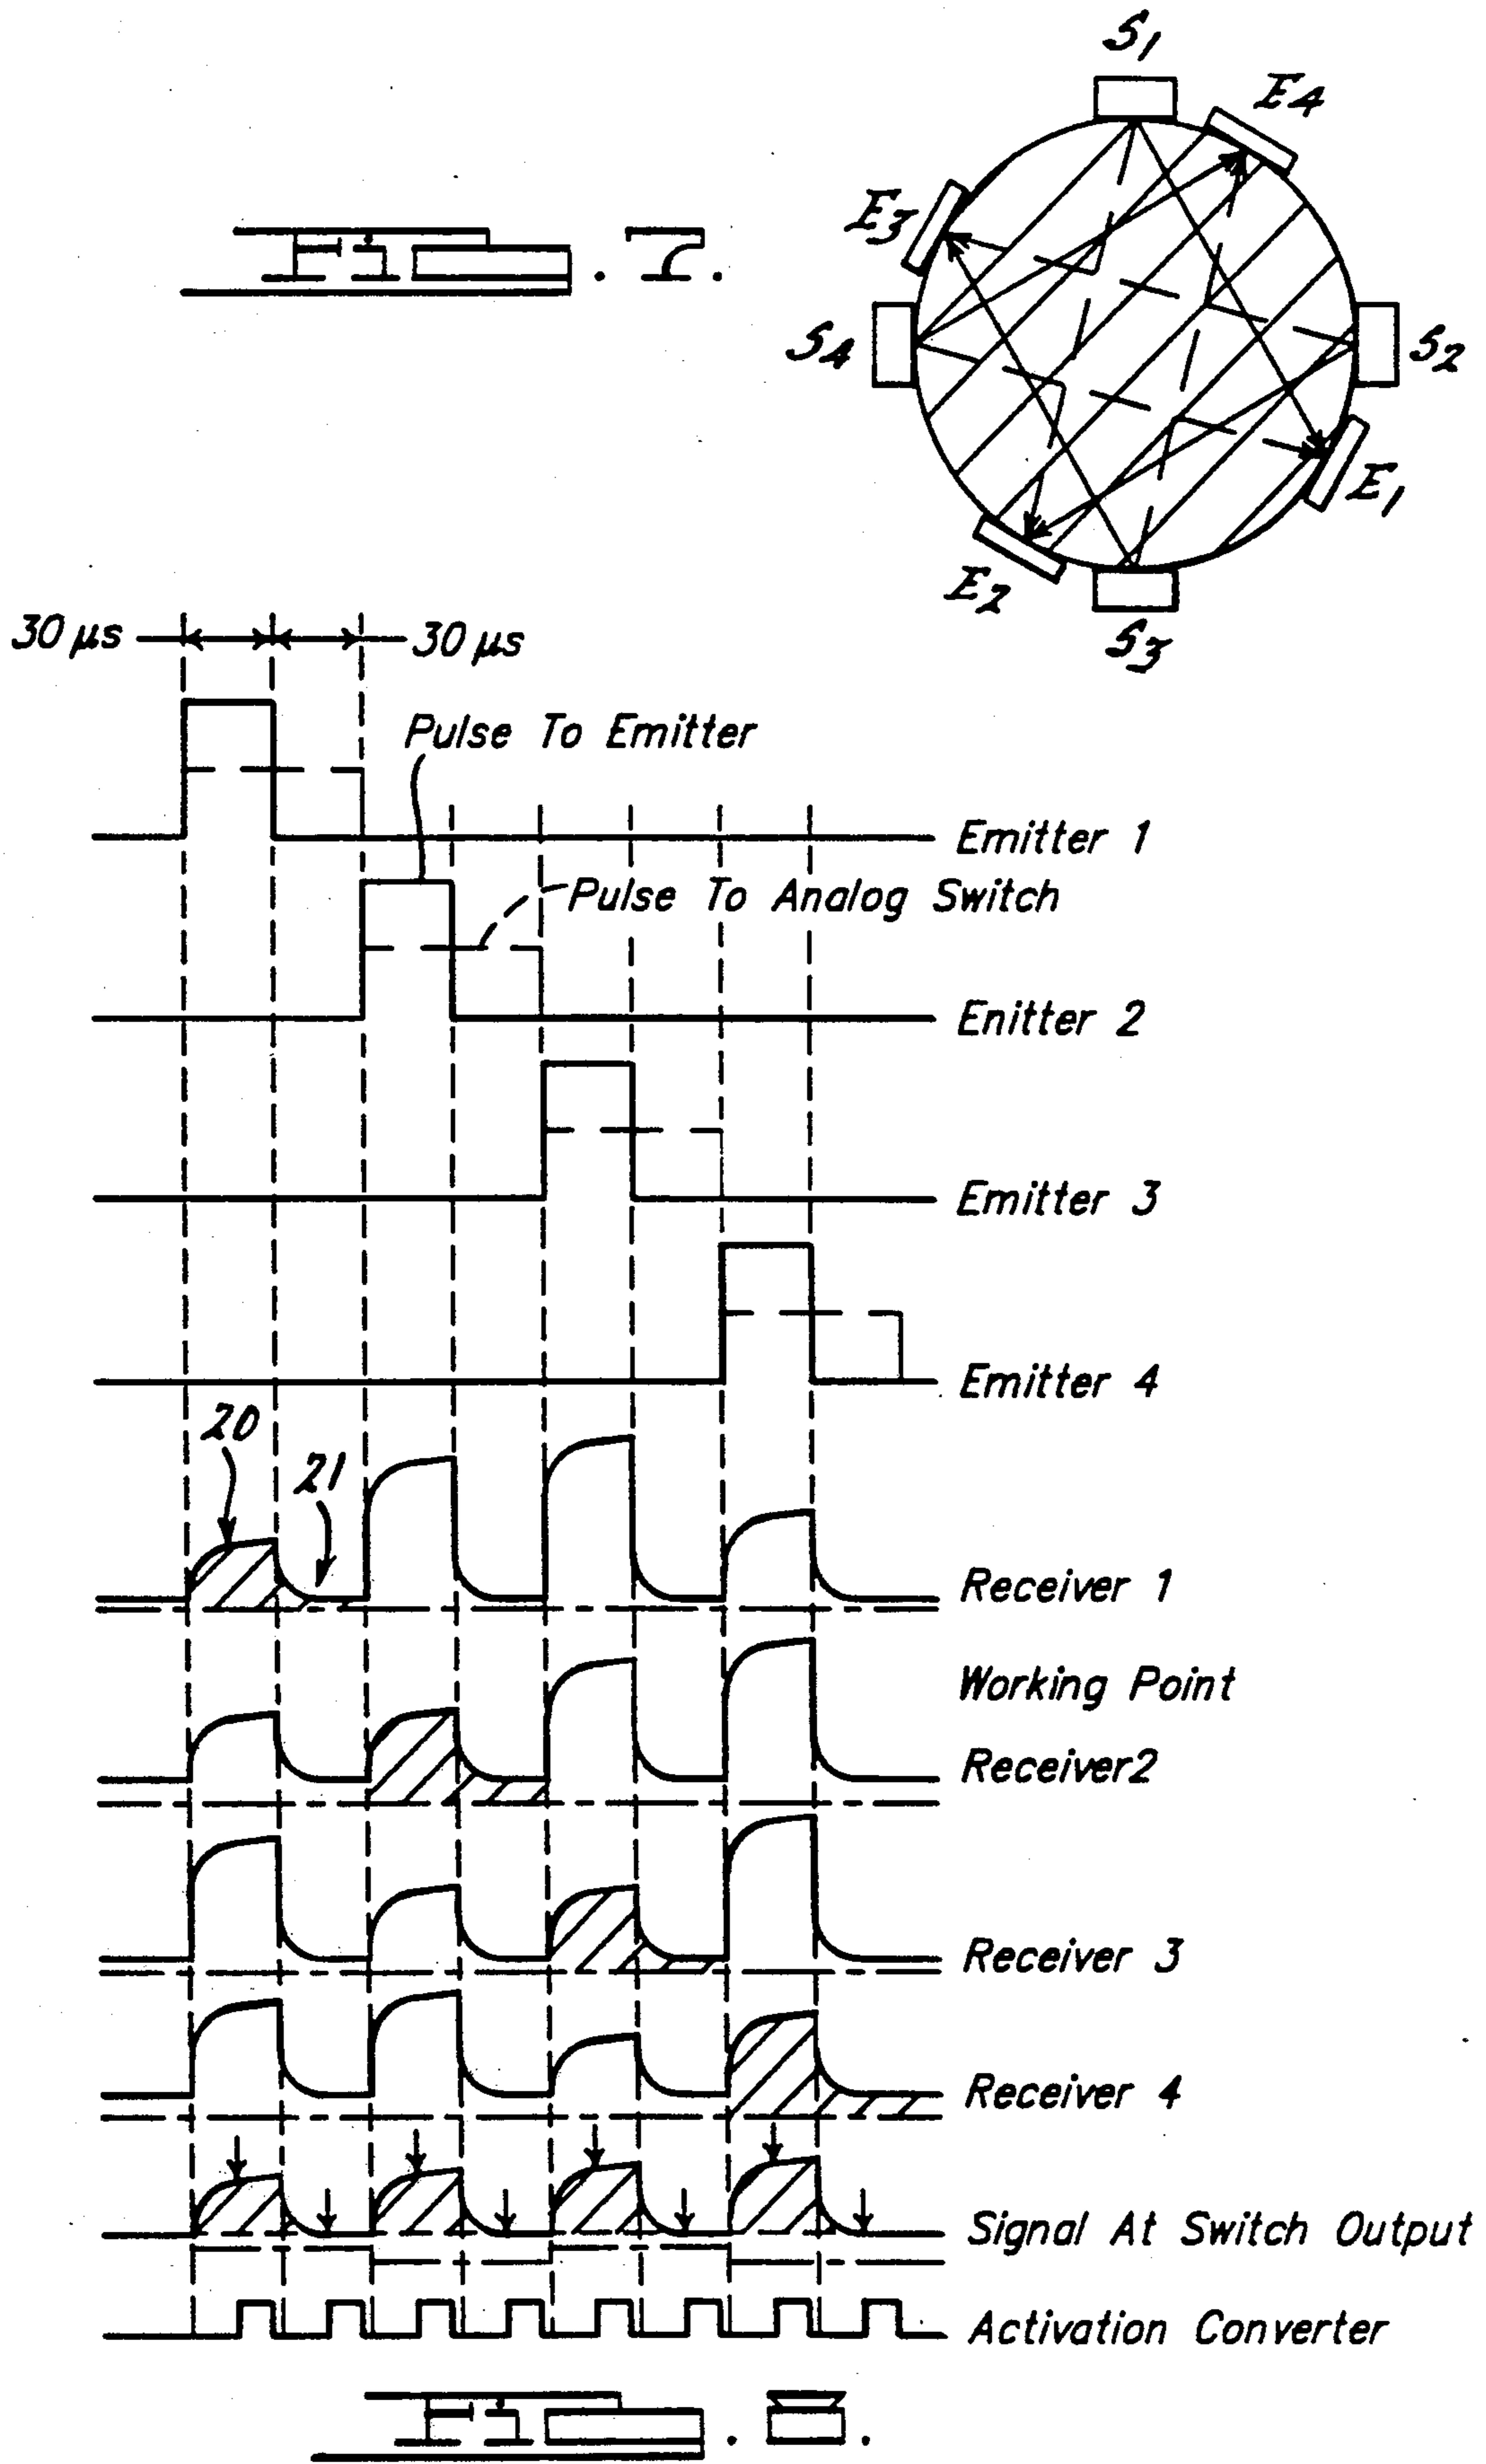 S1
E4
Fig. 7.
E3
S4
S2
E1
E2
S3
30 μs
30 μs
Pulse To Emitter
Emitter 1
Pulse To Analog Switch
Enitter 2
Emitter 3
Emitter 4
20
21
Receiver 1
Working Point
Receiver2
Receiver 3
Receiver 4
Signal At Switch Output
Activation Converter
Fig. 8.